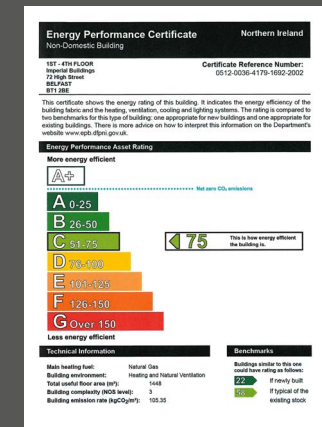 Energy Performance Certificate
Northern Ireland
Non-Domestic Building
1ST - 4TH FLOOR
Imperial Buildings
72 High Street
BELFAST
BT1 2BE
Certificate Reference Number:
0512-0036-4179-1692-2002
This certificate shows the energy rating of this building. It indicates the energy efficiency of the
building fabric and the heating, ventilation, cooling and lighting systems. The rating is compared to
two benchmarks for this type of building: one appropriate for new buildings and one appropriate for
existing buildings. There is more advice on how to interpret this information on the Department's
website www.epb.dfpni.gov.uk.
Energy Performance Asset Rating
More energy efficient
A+
Net zero CO₂ emissions
A 0-25
B 26-50
C 51-75
75
This is how energy efficient
the building is.
D 76-100
E 101-125
F 126-150
G Over 150
Less energy efficient
Technical Information
Main heating fuel: Natural Gas
Building environment: Heating and Natural Ventilation
Total useful floor area (m²): 1448
Building complexity (NOS level): 3
Building emission rate (kgCO₂/m²): 105.35
Benchmarks
Buildings similar to this one
could have rating as follows:
22 If newly built
58 If typical of the
existing stock